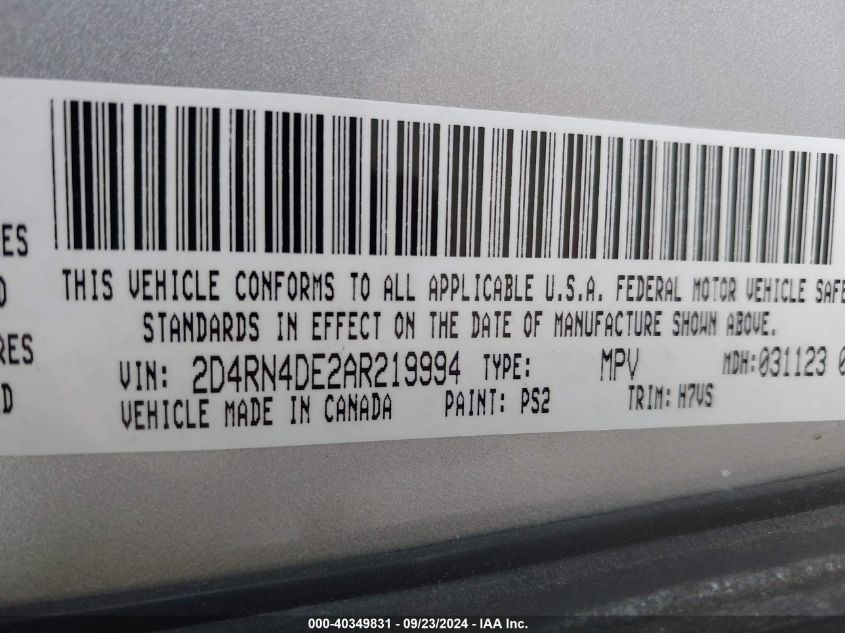 ES
THIS VEHICLE CONFORMS TO ALL APPLICABLE U.S.A. FEDERAL MOTOR VEHICLE SAFE
D
STANDARDS IN EFFECT ON THE DATE OF MANUFACTURE SHOWN ABOVE.
RES
VIN: 2D4RN4DE2AR219994 TYPE: MPV MDH:031123 0
D
VEHICLE MADE IN CANADA PAINT: PS2 TRIM: H7VS
000-40349831 - 09/23/2024 - IAA Inc.